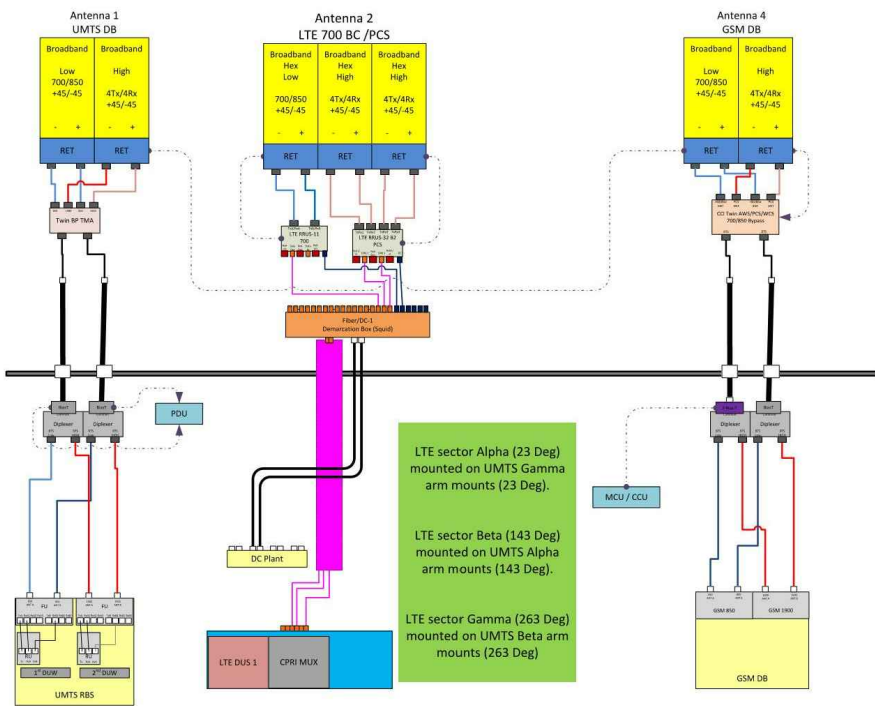 Antenna 1
UMTS DB
Antenna 2
LTE 700 BC /PCS
Antenna 4
GSM DB
Broadband
Low
700/850
+45/-45
- +
Broadband
High
4Tx/4Rx
+45/-45
- +
Broadband
Hex
Low
700/850
+45/-45
- +
Broadband
Hex
High
4Tx/4Rx
+45/-45
- +
Broadband
Hex
High
4Tx/4Rx
+45/-45
- +
Broadband
Low
700/850
+45/-45
- +
Broadband
High
4Tx/4Rx
+45/-45
- +
RET
RET
RET
RET
RET
RET
RET
Twin BP TMA
LTE RRUS-11
700
LTE RRUS-32 B2
PCS
CCI Twin AWS/PCS/WCS
700/850 Bypass
Fiber/DC-1
Demarcation Box (Squid)
BiasT
BiasT
Diplexer
Diplexer
PDU
BiasT
Diplexer
Diplexer
MCU / CCU
LTE sector Alpha (23 Deg)
mounted on UMTS Gamma
arm mounts (23 Deg).
LTE sector Beta (143 Deg)
mounted on UMTS Alpha
arm mounts (143 Deg).
LTE sector Gamma (263 Deg)
mounted on UMTS Beta arm
mounts (263 Deg)
DC Plant
FU
FU
RU
RU
1st DUW
2nd DUW
UMTS RBS
LTE DUS 1
CPRI MUX
GSM 850
GSM 1900
GSM DB